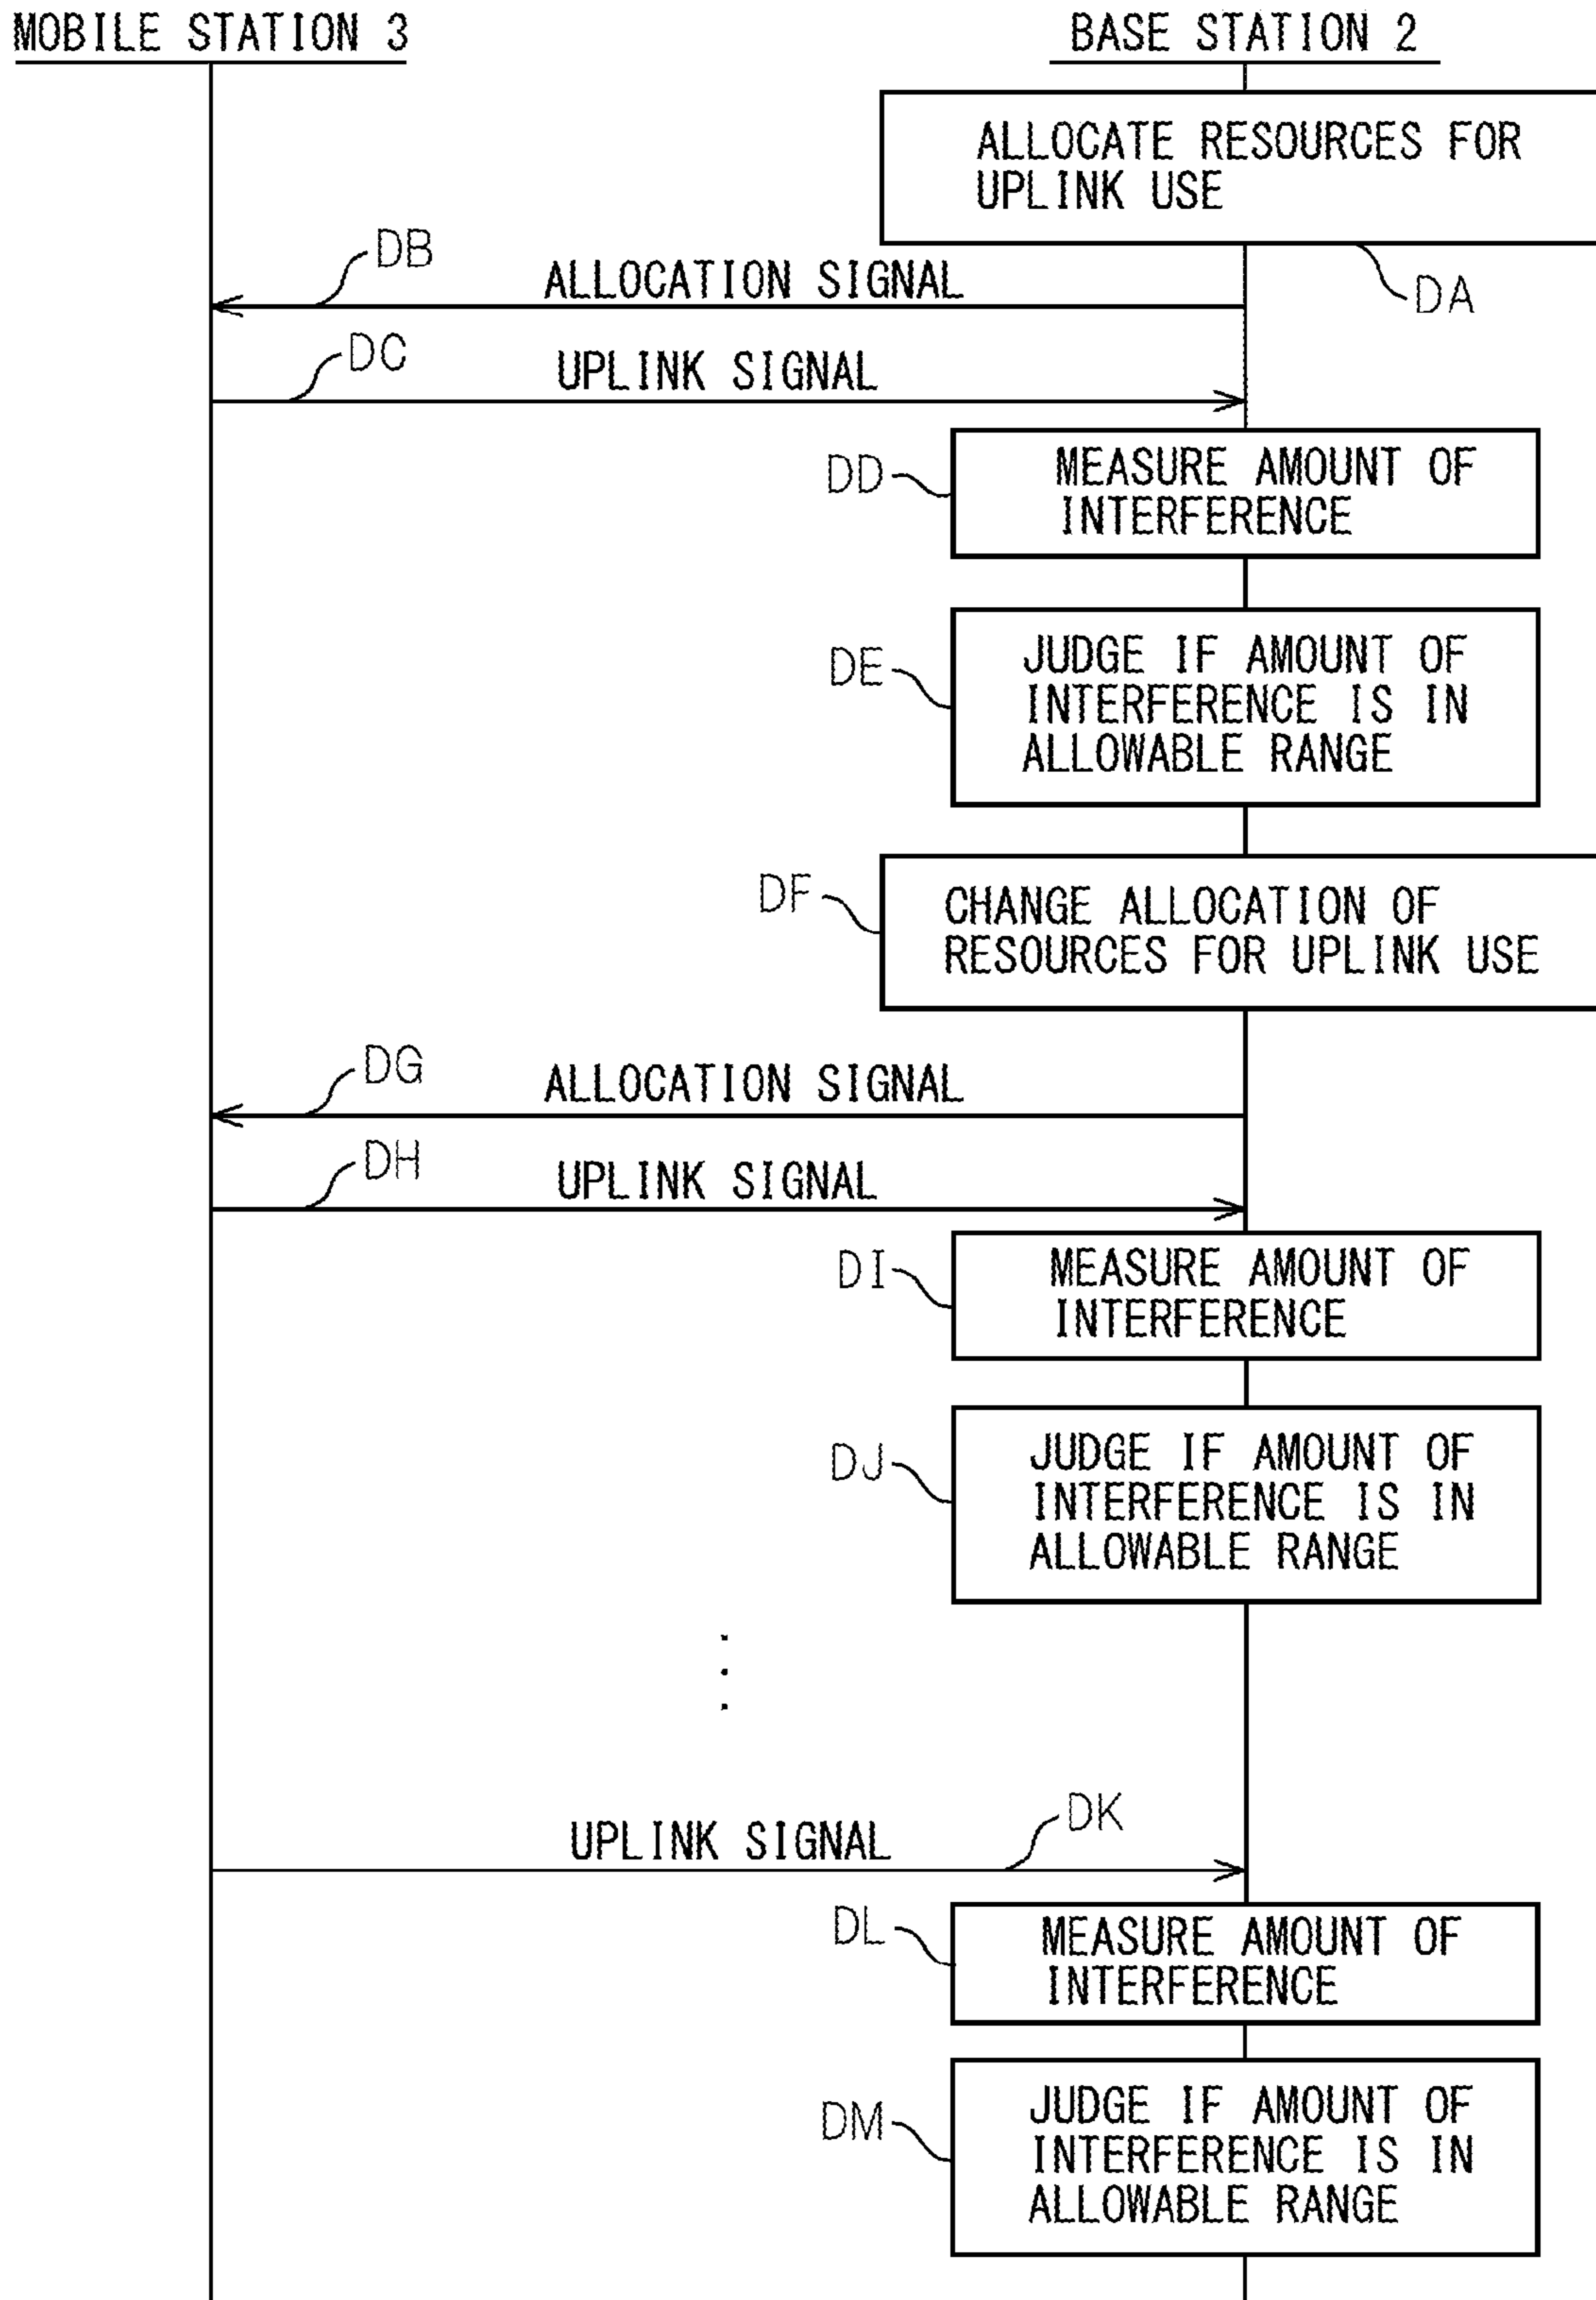 MOBILE STATION 3
BASE STATION 2
ALLOCATE RESOURCES FOR
UPLINK USE
DA
DB
ALLOCATION SIGNAL
DC
UPLINK SIGNAL
DD
MEASURE AMOUNT OF
INTERFERENCE
DE
JUDGE IF AMOUNT OF
INTERFERENCE IS IN
ALLOWABLE RANGE
DF
CHANGE ALLOCATION OF
RESOURCES FOR UPLINK USE
DG
ALLOCATION SIGNAL
DH
UPLINK SIGNAL
DI
MEASURE AMOUNT OF
INTERFERENCE
DJ
JUDGE IF AMOUNT OF
INTERFERENCE IS IN
ALLOWABLE RANGE
DK
UPLINK SIGNAL
DL
MEASURE AMOUNT OF
INTERFERENCE
DM
JUDGE IF AMOUNT OF
INTERFERENCE IS IN
ALLOWABLE RANGE